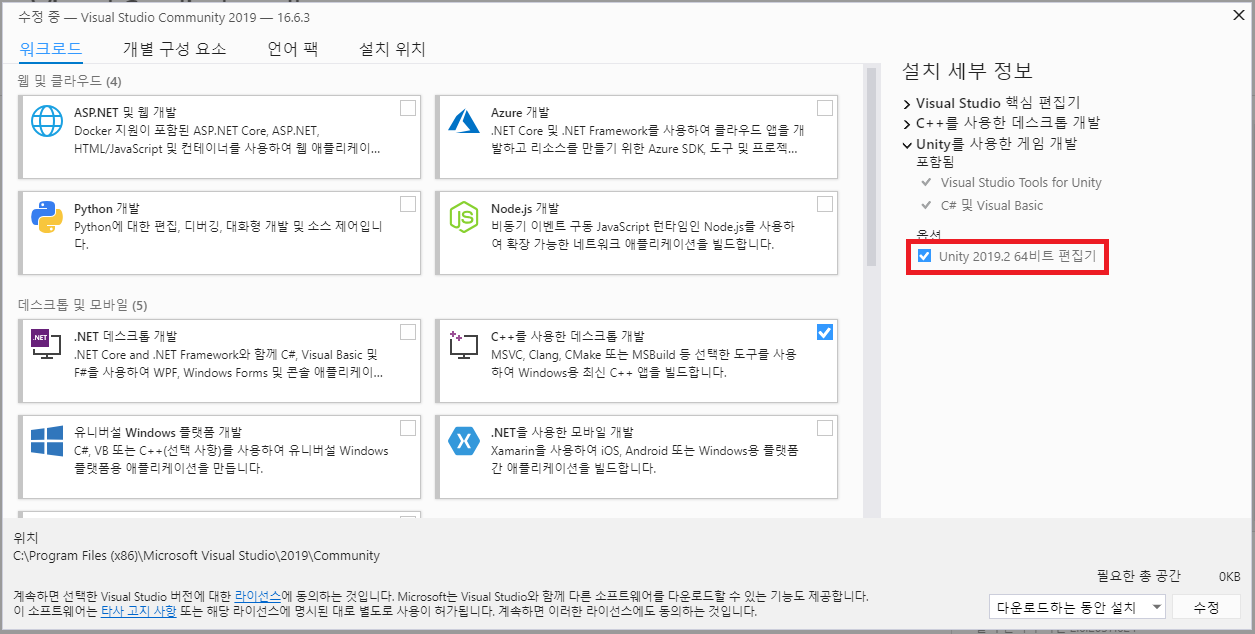 수정 중 — Visual Studio Community 2019 — 16.6.3
워크로드 개별 구성 요소 언어 팩 설치 위치
웹 및 클라우드 (4)
ASP.NET 및 웹 개발
Docker 지원이 포함된 ASP.NET Core, ASP.NET,
HTML/JavaScript 및 컨테이너를 사용하여 웹 애플리케이...
Azure 개발
.NET Core 및 .NET Framework를 사용하여 클라우드 앱을 개
발하고 리소스를 만들기 위한 Azure SDK, 도구 및 프로젝...
Python 개발
Python에 대한 편집, 디버깅, 대화형 개발 및 소스 제어입니
다.
Node.js 개발
비동기 이벤트 구동 JavaScript 런타임인 Node.js를 사용하
여 확장 가능한 네트워크 애플리케이션을 빌드합니다.
데스크톱 및 모바일 (5)
.NET 데스크톱 개발
.NET Core and .NET Framework와 함께 C#, Visual Basic 및
F#을 사용하여 WPF, Windows Forms 및 콘솔 애플리케이...
C++를 사용한 데스크톱 개발
MSVC, Clang, CMake 또는 MSBuild 등 선택한 도구를 사용
하여 Windows용 최신 C++ 앱을 빌드합니다.
유니버설 Windows 플랫폼 개발
C#, VB 또는 C++(선택 사항)를 사용하여 유니버설 Windows
플랫폼용 애플리케이션을 만듭니다.
.NET을 사용한 모바일 개발
Xamarin을 사용하여 iOS, Android 또는 Windows용 플랫폼
간 애플리케이션을 빌드합니다.
설치 세부 정보
Visual Studio 핵심 편집기
C++를 사용한 데스크톱 개발
Unity를 사용한 게임 개발
포함됨
Visual Studio Tools for Unity
C# 및 Visual Basic
옵션
Unity 2019.2 64비트 편집기
위치
C:\Program Files (x86)\Microsoft Visual Studio\2019\Community
필요한 총 공간 0KB
계속하면 선택한 Visual Studio 버전에 대한 라이선스에 동의하는 것입니다. Microsoft는 Visual Studio와 함께 다른 소프트웨어를 다운로드할 수 있는 기능도 제공합니다.
이 소프트웨어는 타사 고지 사항 또는 해당 라이선스에 명시된 대로 별도로 사용이 허가됩니다. 계속하면 이러한 라이선스에도 동의하는 것입니다.
다운로드하는 동안 설치 수정